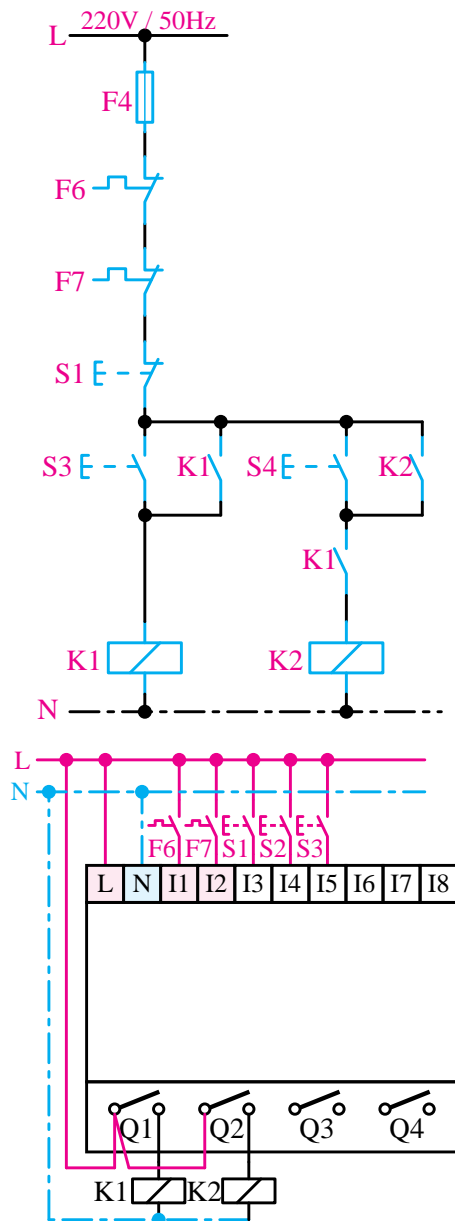 220V / 50Hz
L
F4
F6
F7
S1
S3 K1 S4 K2
K1
K1 K2
N
L
N
F6 F7 S1 S2 S3
L N I1 I2 I3 I4 I5 I6 I7 I8
Q1 Q2 Q3 Q4
K1 K2